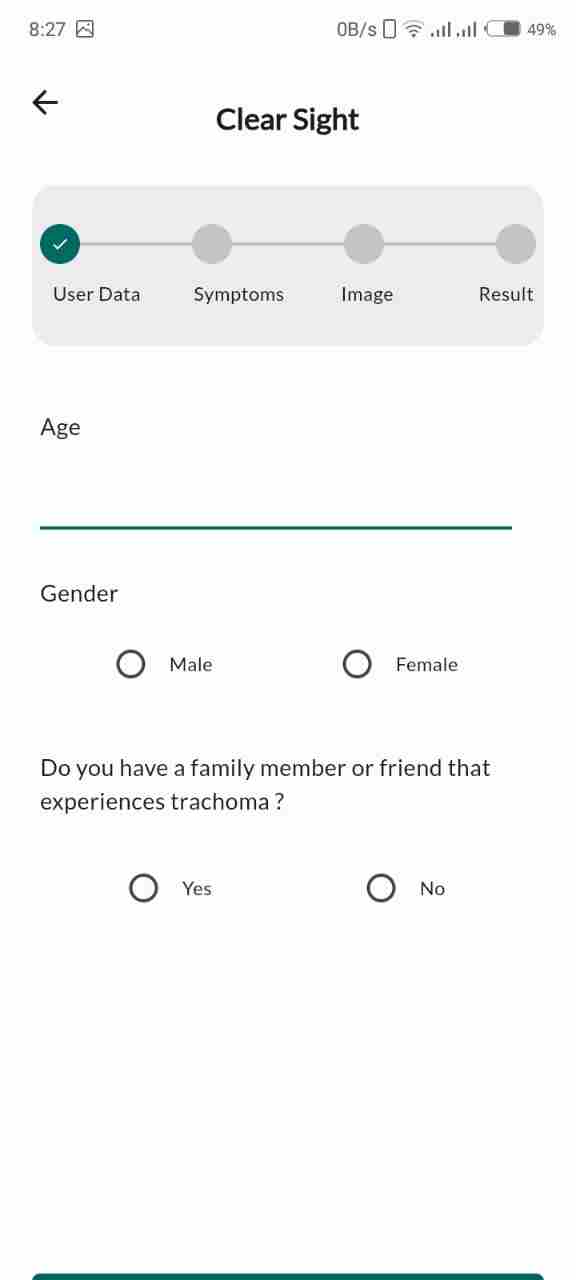 8:27 0B/s 49%
Clear Sight
User Data Symptoms Image Result
Age
Gender
Male Female
Do you have a family member or friend that
experiences trachoma ?
Yes No